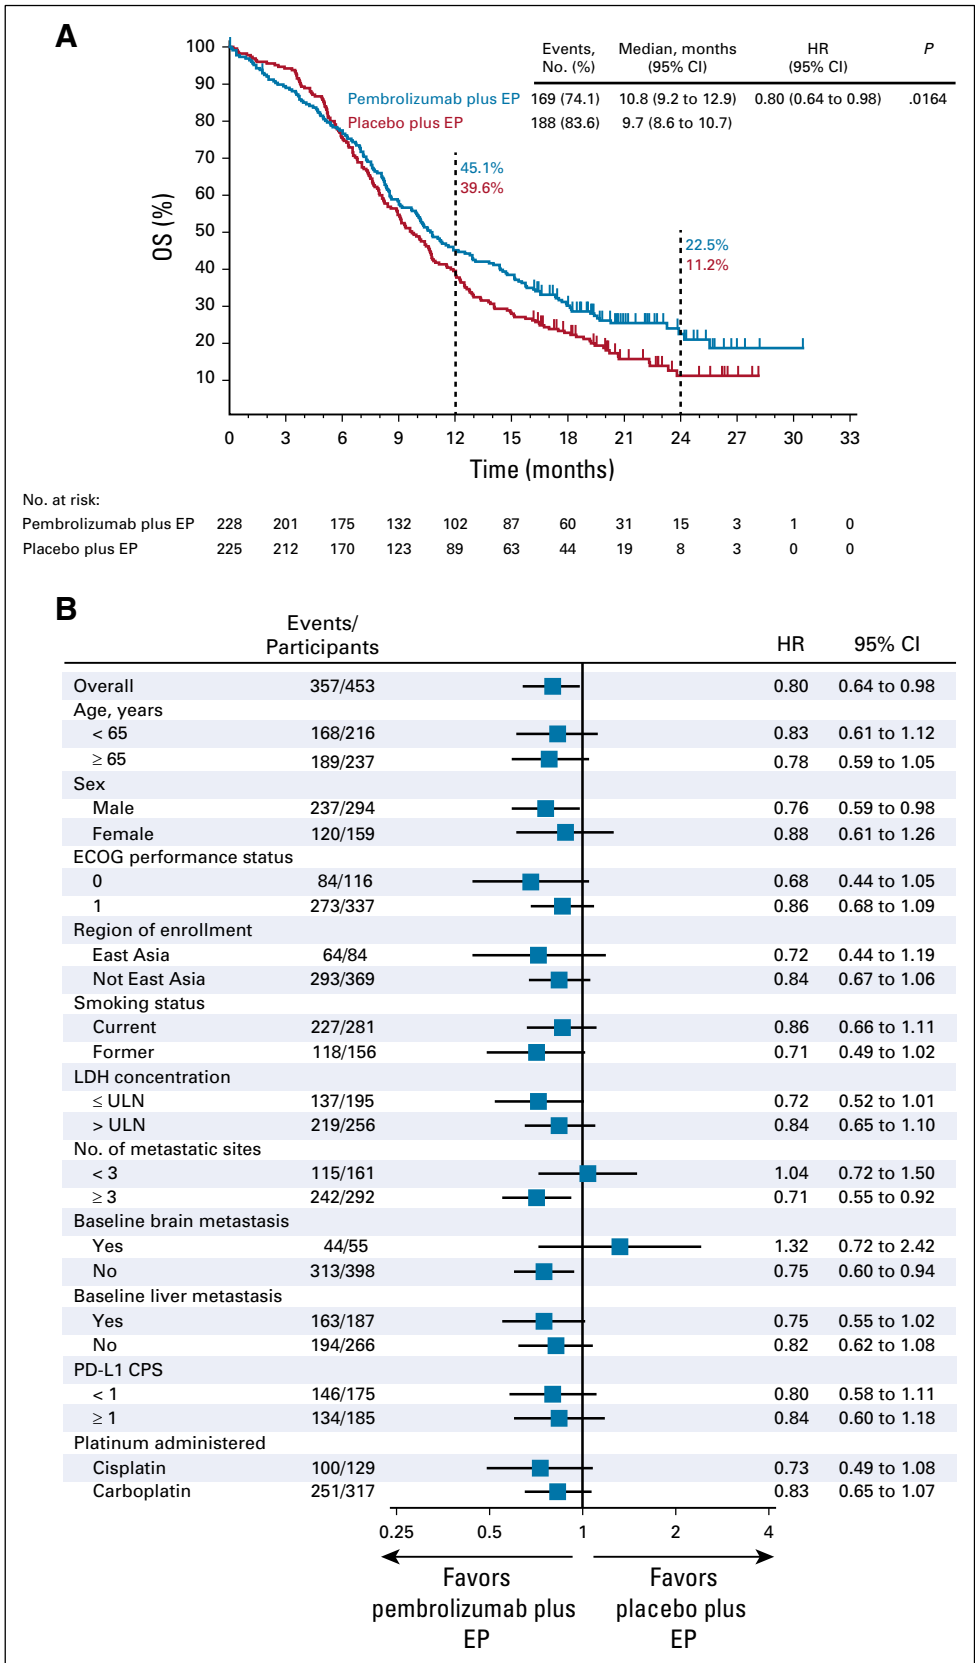 A
Events, No. (%) Median, months (95% CI) HR (95% CI) P
Pembrolizumab plus EP 169 (74.1) 10.8 (9.2 to 12.9) 0.80 (0.64 to 0.98) .0164
Placebo plus EP 188 (83.6) 9.7 (8.6 to 10.7)
OS (%)
100
90
80
70
60
50
40
30
20
10
45.1%
39.6%
22.5%
11.2%
0 3 6 9 12 15 18 21 24 27 30 33
Time (months)
No. at risk:
Pembrolizumab plus EP 228 201 175 132 102 87 60 31 15 3 1 0
Placebo plus EP 225 212 170 123 89 63 44 19 8 3 0 0
B
Events/
Participants HR 95% CI
Overall 357/453 0.80 0.64 to 0.98
Age, years
< 65 168/216 0.83 0.61 to 1.12
≥ 65 189/237 0.78 0.59 to 1.05
Sex
Male 237/294 0.76 0.59 to 0.98
Female 120/159 0.88 0.61 to 1.26
ECOG performance status
0 84/116 0.68 0.44 to 1.05
1 273/337 0.86 0.68 to 1.09
Region of enrollment
East Asia 64/84 0.72 0.44 to 1.19
Not East Asia 293/369 0.84 0.67 to 1.06
Smoking status
Current 227/281 0.86 0.66 to 1.11
Former 118/156 0.71 0.49 to 1.02
LDH concentration
≤ ULN 137/195 0.72 0.52 to 1.01
> ULN 219/256 0.84 0.65 to 1.10
No. of metastatic sites
< 3 115/161 1.04 0.72 to 1.50
≥ 3 242/292 0.71 0.55 to 0.92
Baseline brain metastasis
Yes 44/55 1.32 0.72 to 2.42
No 313/398 0.75 0.60 to 0.94
Baseline liver metastasis
Yes 163/187 0.75 0.55 to 1.02
No 194/266 0.82 0.62 to 1.08
PD-L1 CPS
< 1 146/175 0.80 0.58 to 1.11
≥ 1 134/185 0.84 0.60 to 1.18
Platinum administered
Cisplatin 100/129 0.73 0.49 to 1.08
Carboplatin 251/317 0.83 0.65 to 1.07
0.25 0.5 1 2 4
Favors Favors
pembrolizumab plus placebo plus
EP EP